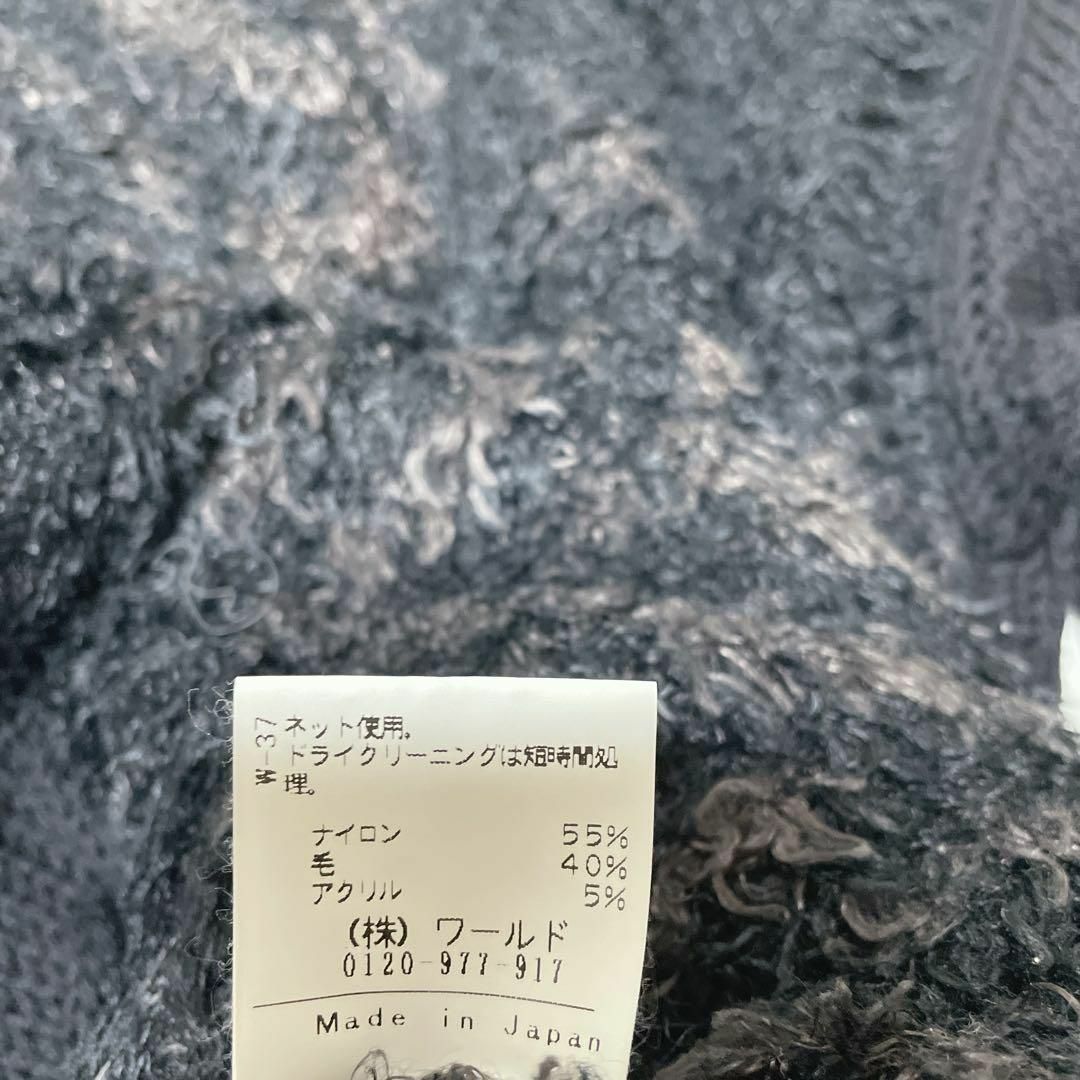 W-37
ネット使用。
ドライクリーニングは短時間処
理。
ナイロン 55%
毛 40%
アクリル 5%
(株) ワールド
0120-977-917
Made in Japan